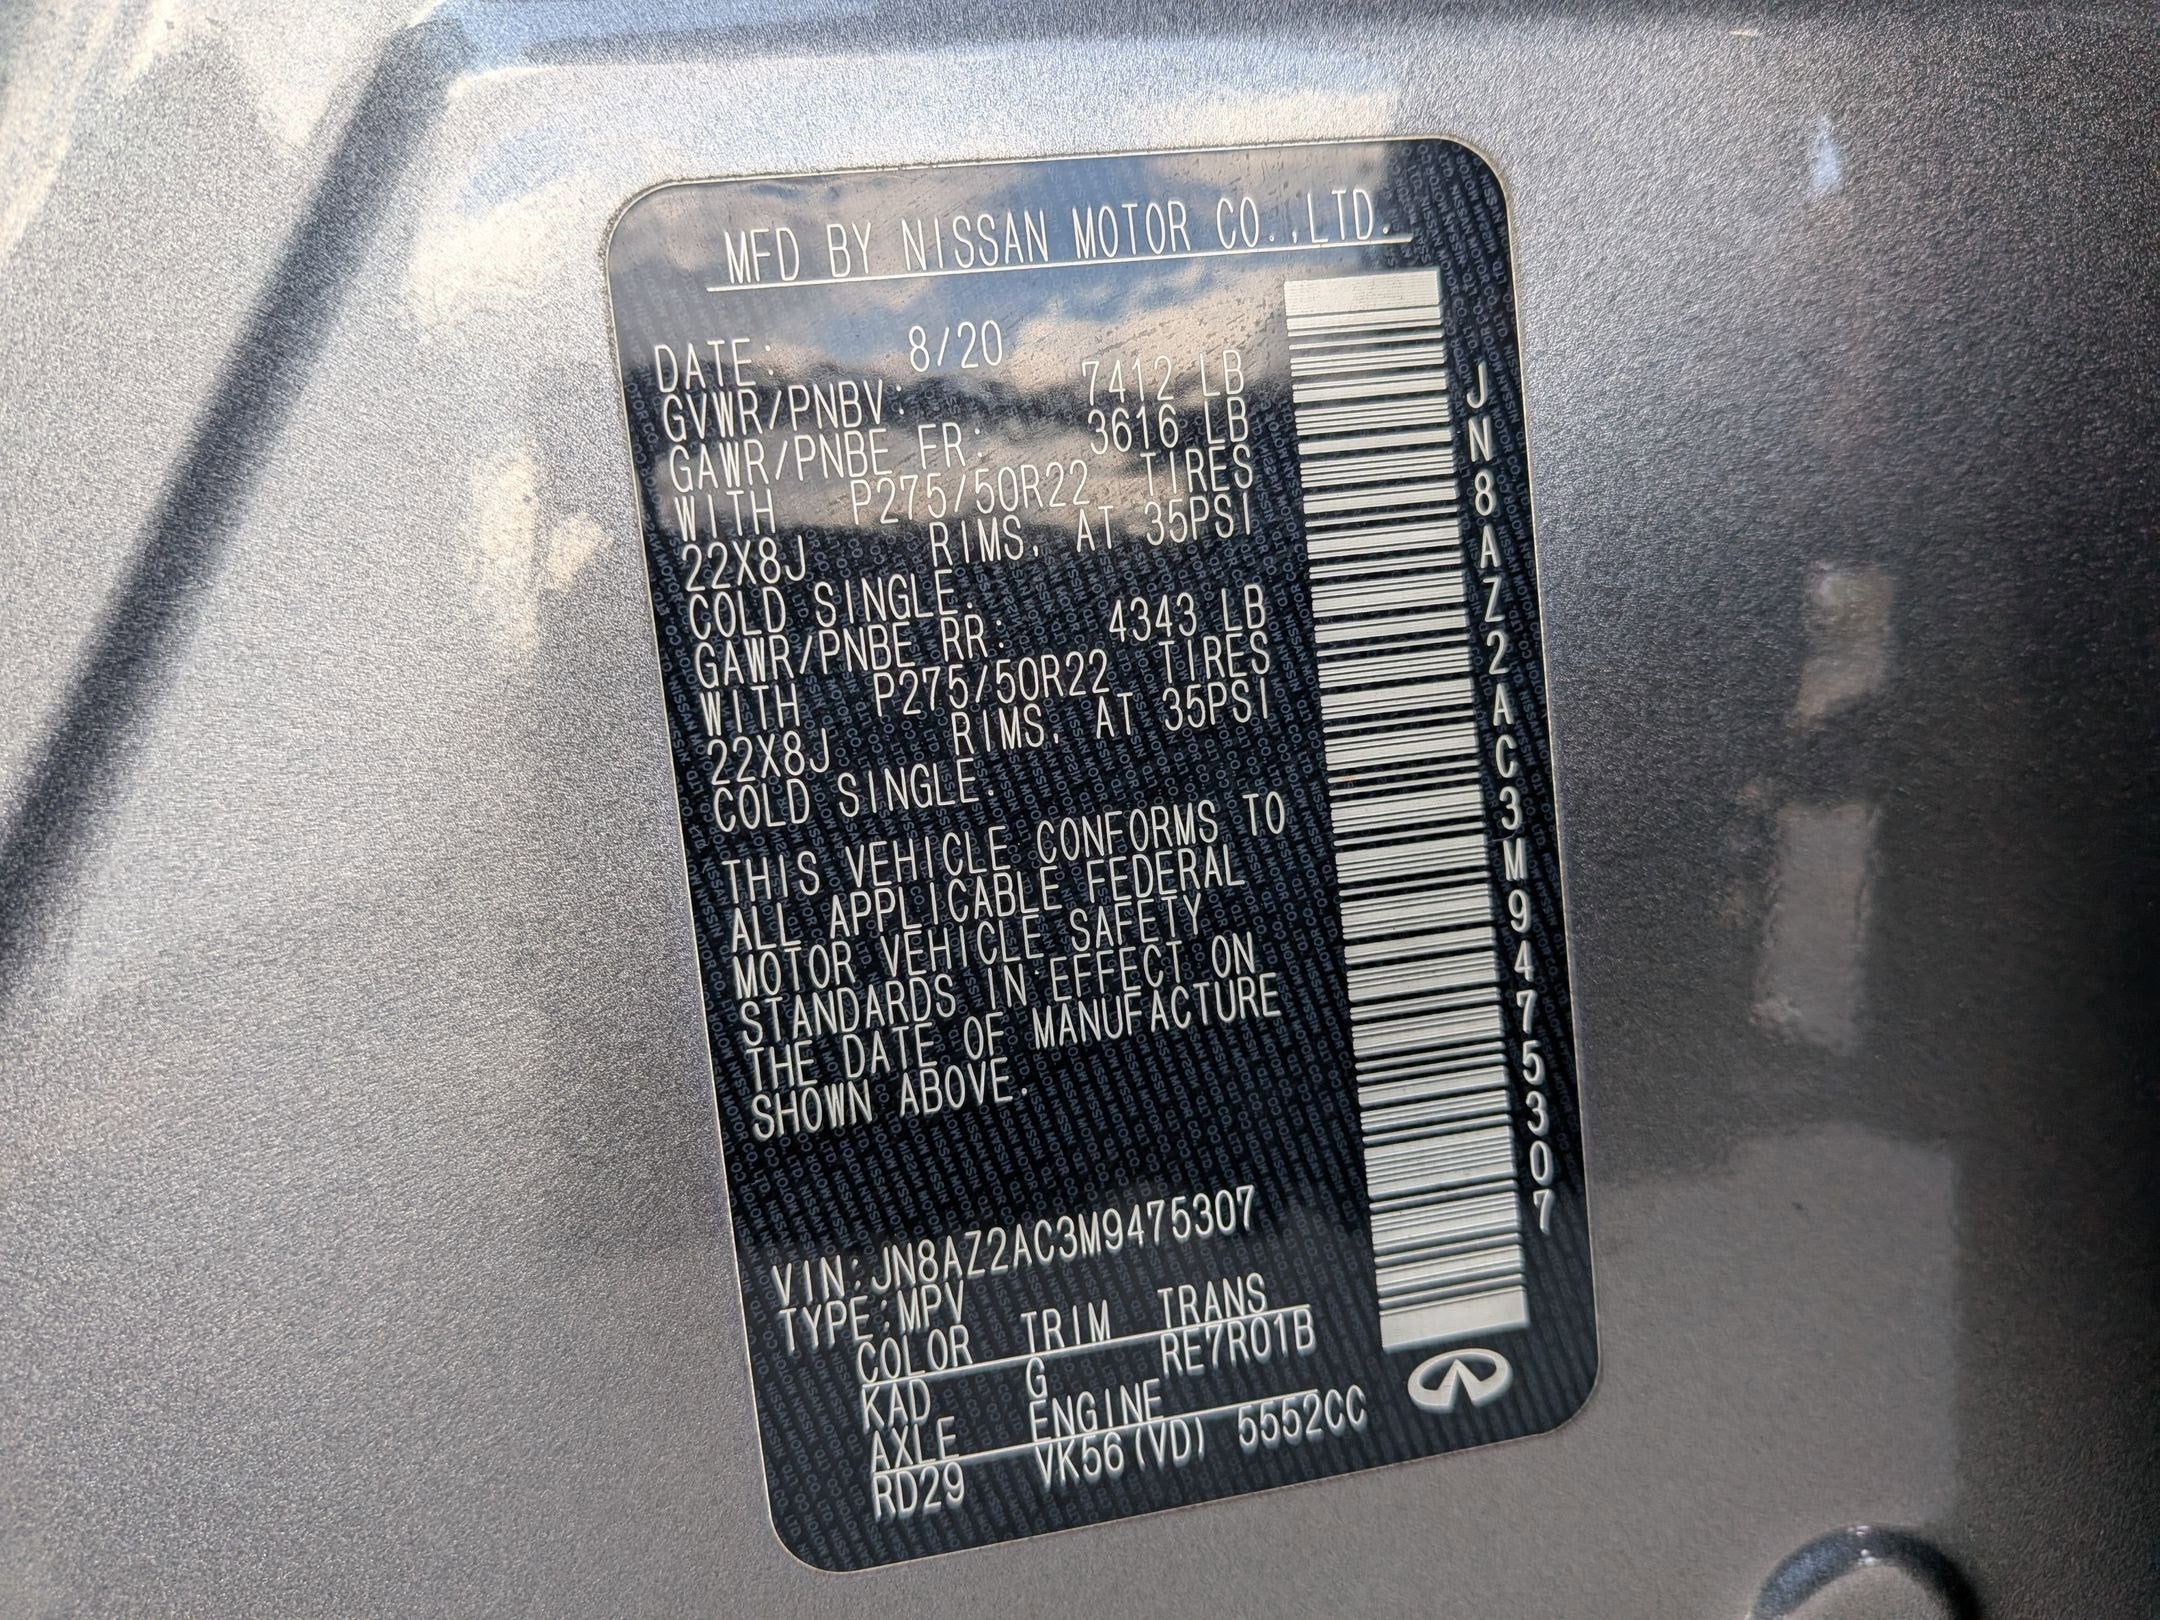 MFD BY NISSAN MOTOR CO.,LTD.
DATE: 8/20
GVWR/PNBV: 7412 LB
GAWR/PNBE FR: 3616 LB
WITH P275/50R22 TIRES
22X8J RIMS, AT 35PSI
COLD SINGLE.
GAWR/PNBE RR: 4343 LB
WITH P275/50R22 TIRES
22X8J RIMS, AT 35PSI
COLD SINGLE.
THIS VEHICLE CONFORMS TO
ALL APPLICABLE FEDERAL
MOTOR VEHICLE SAFETY
STANDARDS IN EFFECT ON
THE DATE OF MANUFACTURE
SHOWN ABOVE.
VIN:JN8AZ2AC3M9475307
TYPE:MPV
COLOR TRIM TRANS
KAD G RE7R01B
AXLE ENGINE
RD29 VK56(VD) 5552CC
JN8AZ2AC3M9475307